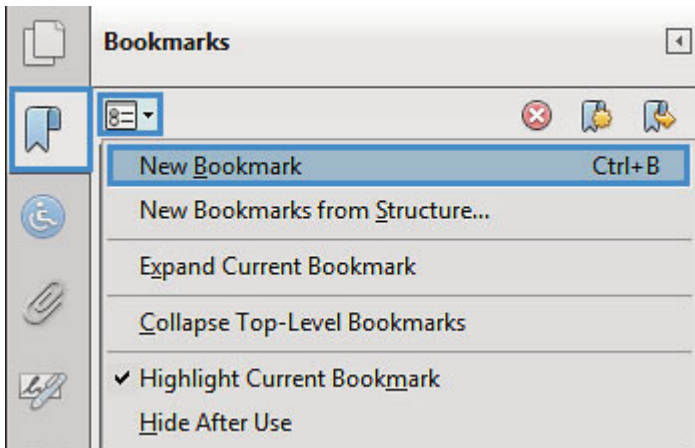 Bookmarks
New Bookmark Ctrl+B
New Bookmarks from Structure...
Expand Current Bookmark
Collapse Top-Level Bookmarks
Highlight Current Bookmark
Hide After Use